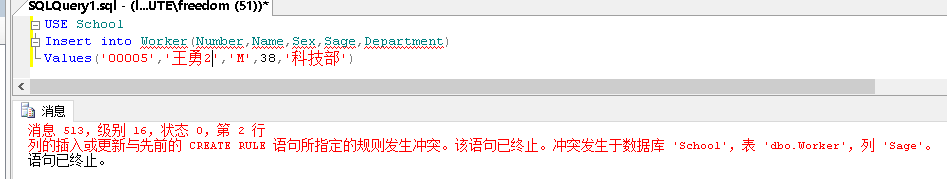 SQLQuery1.sql - (l...UTE\freedom (51))*
USE School
Insert into Worker(Number,Name,Sex,Sage,Department)
Values('00005','王勇2','M',38,'科技部')
消息
消息 513，级别 16，状态 0，第 2 行
列的插入或更新与先前的 CREATE RULE 语句所指定的规则发生冲突。该语句已终止。冲突发生于数据库 'School'，表 'dbo.Worker'，列 'Sage'。
语句已终止。